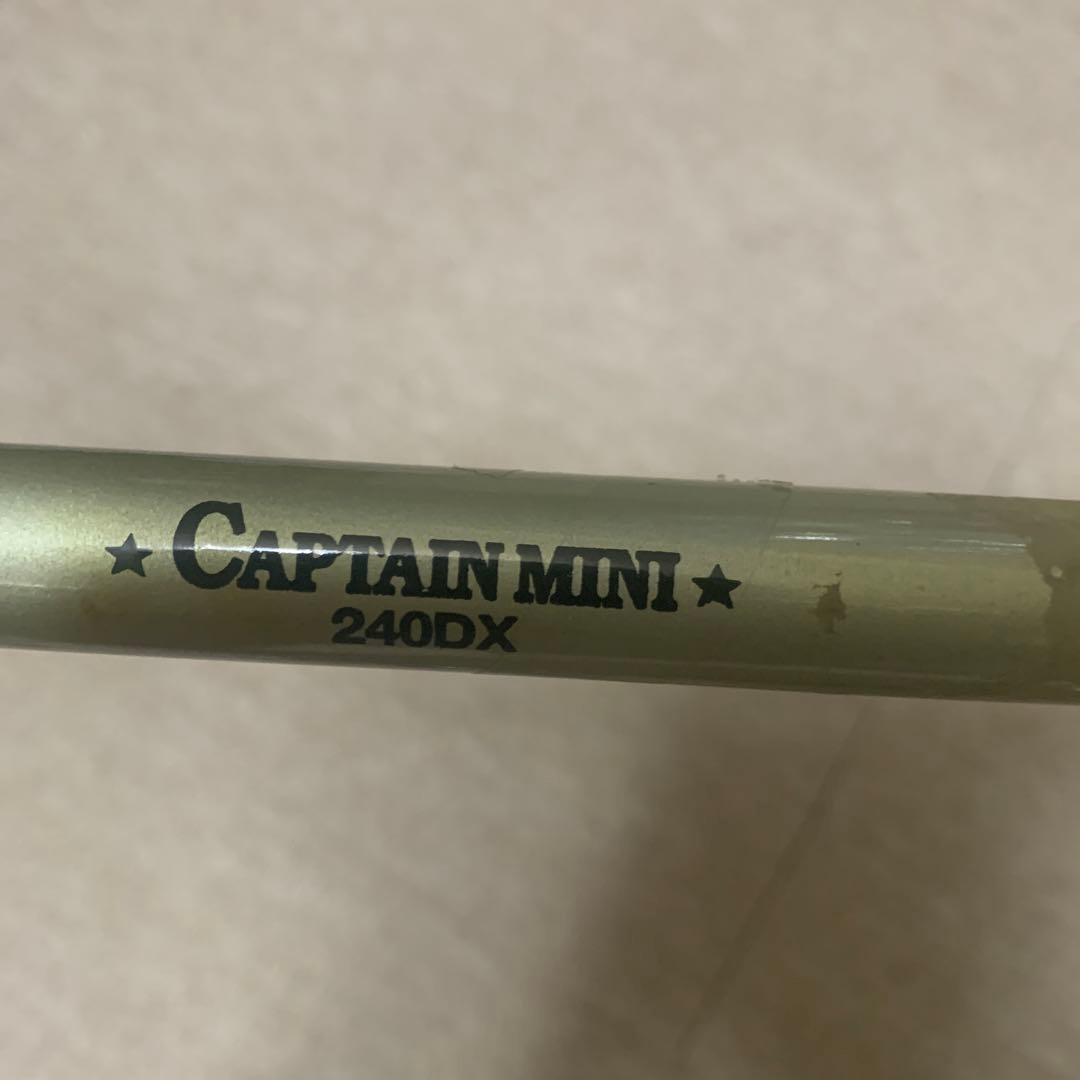 ★ CAPTAIN MINI ★
240DX